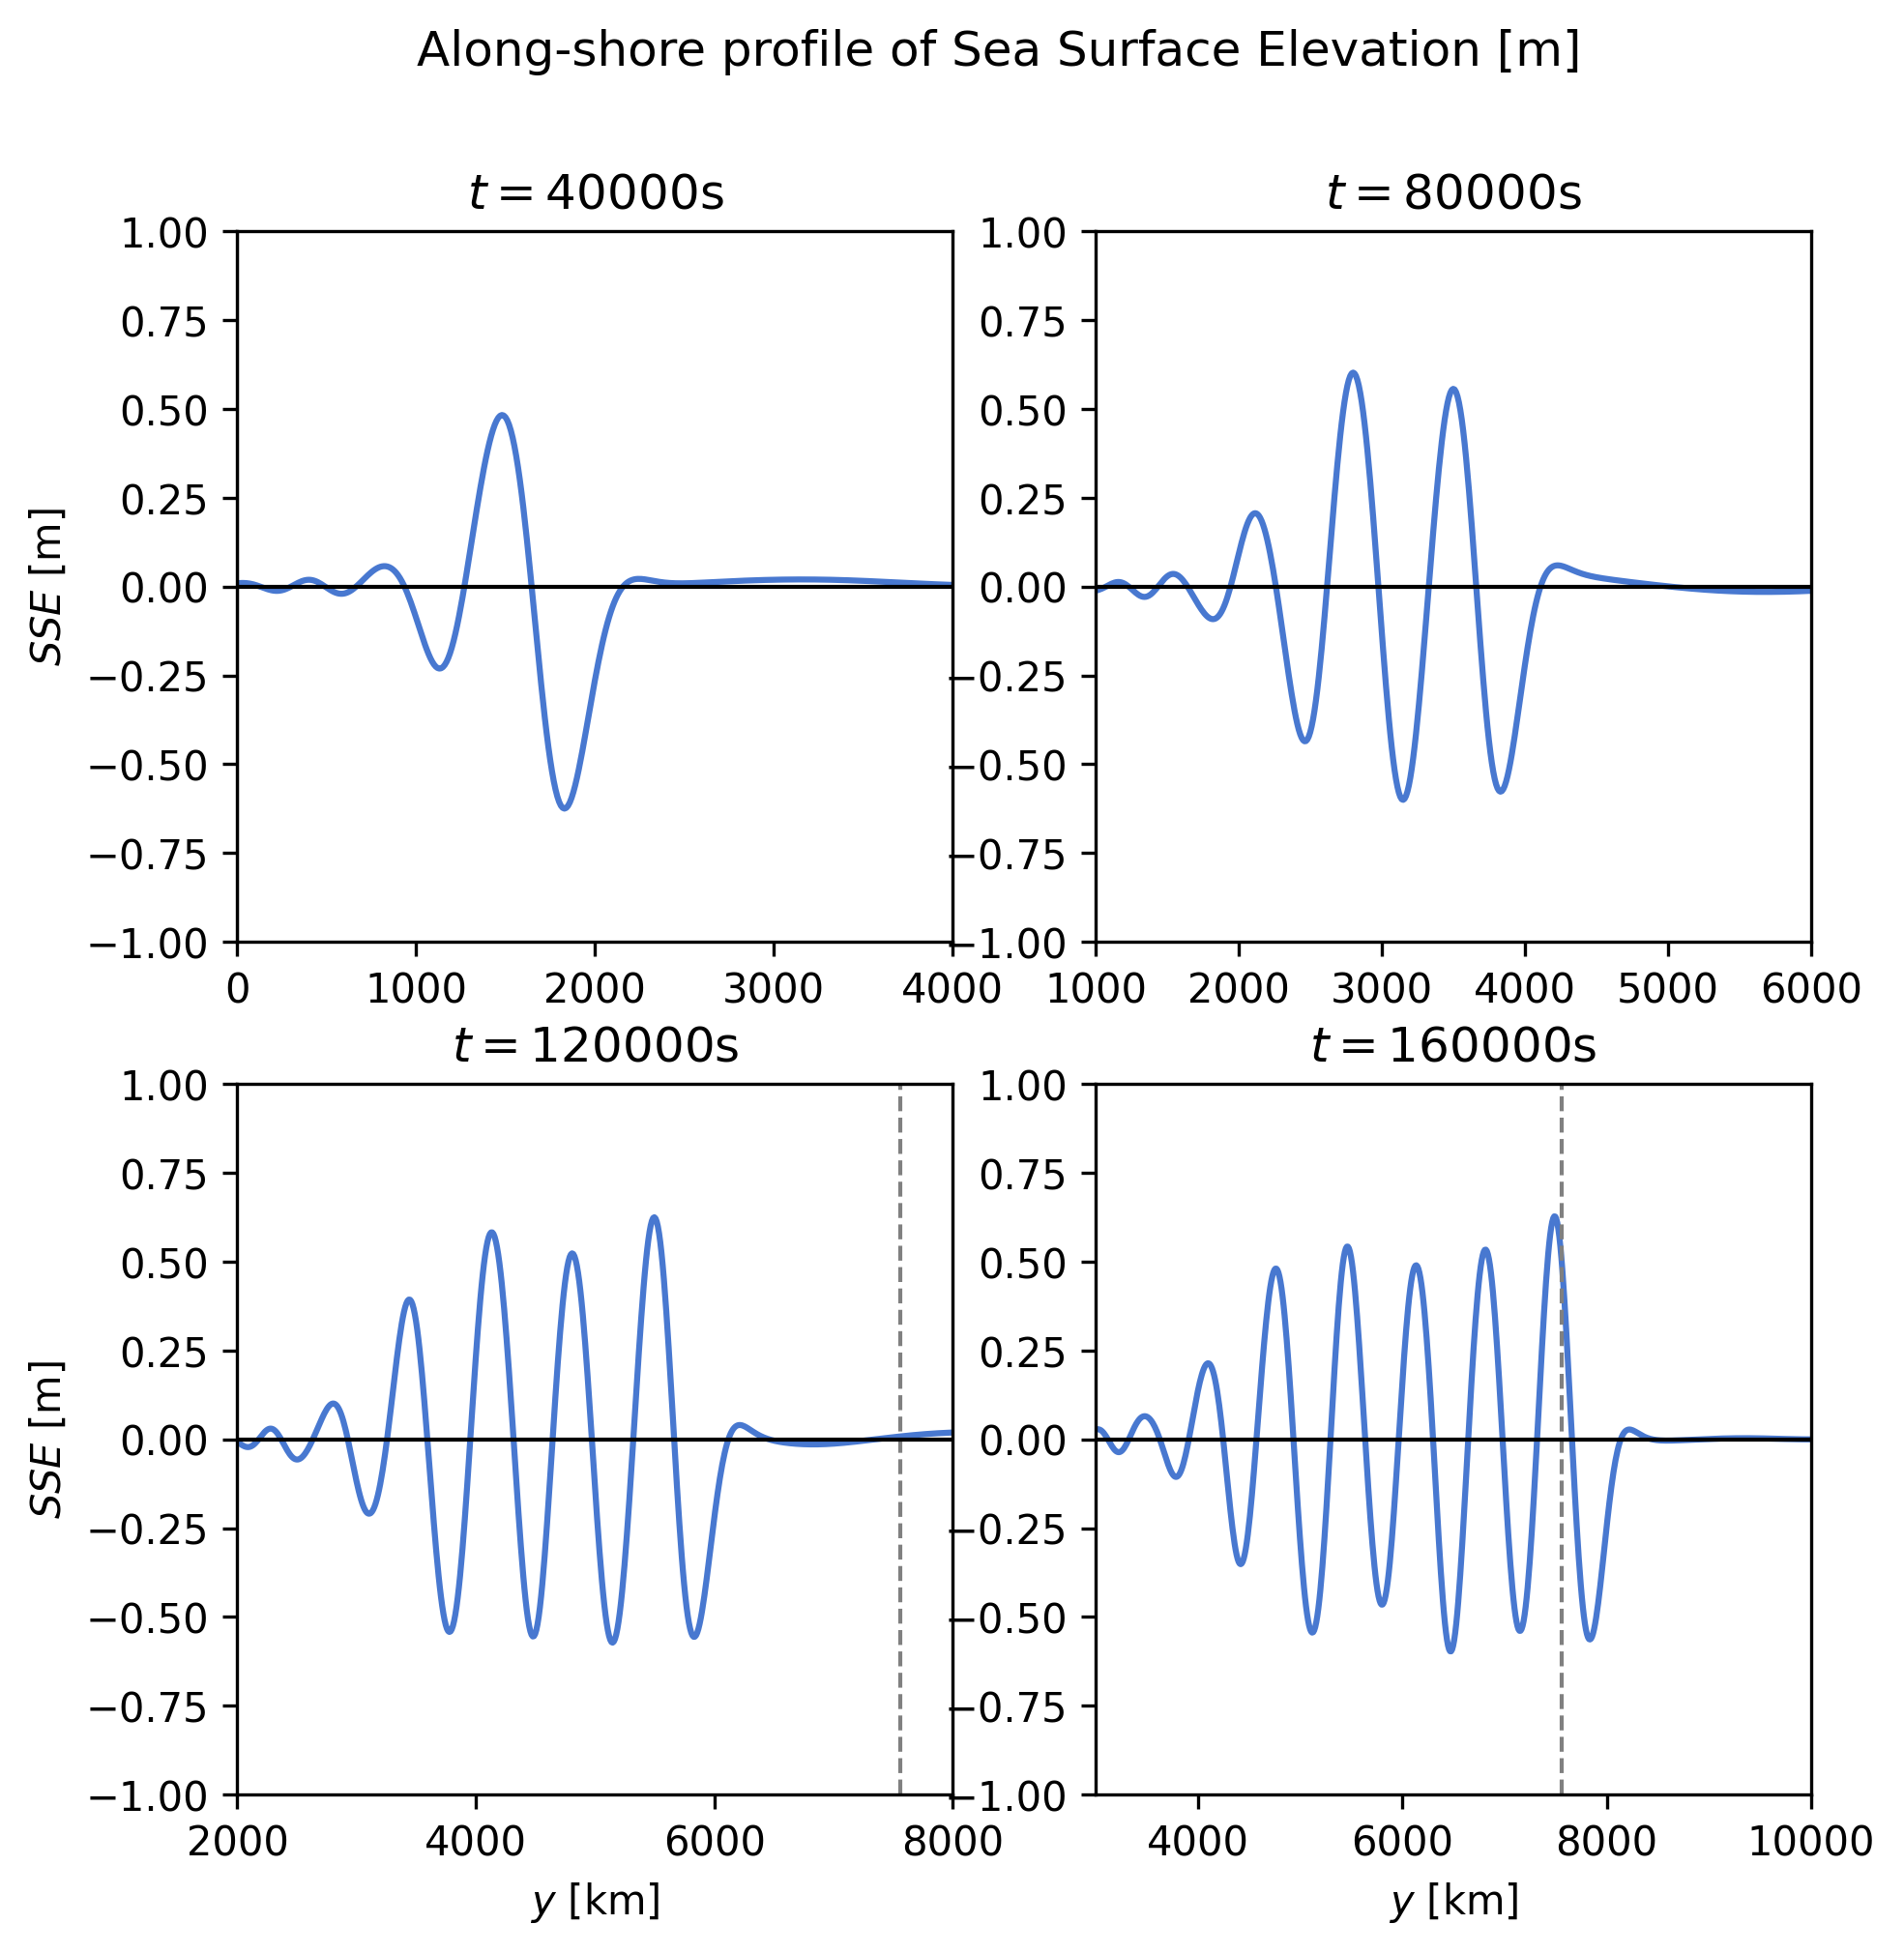 Along-shore profile of Sea Surface Elevation [m]
t = 40000s
t = 80000s
1.00
0.75
0.50
0.25
0.00
−0.25
−0.50
−0.75
−1.00
SSE [m]
0 1000 2000 3000 4000
1.00
0.75
0.50
0.25
0.00
−0.25
−0.50
−0.75
−1.00
1000 2000 3000 4000 5000 6000
t = 120000s
t = 160000s
1.00
0.75
0.50
0.25
0.00
−0.25
−0.50
−0.75
−1.00
SSE [m]
2000 4000 6000 8000
y [km]
1.00
0.75
0.50
0.25
0.00
−0.25
−0.50
−0.75
−1.00
4000 6000 8000 10000
y [km]